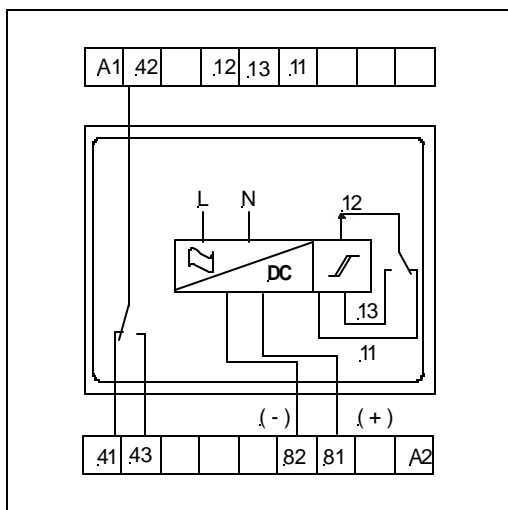 A1 .42 .12 .13 .11
L N .12
DC
.13
.11
(-) (+)
.41 .43 .82 .81 A2